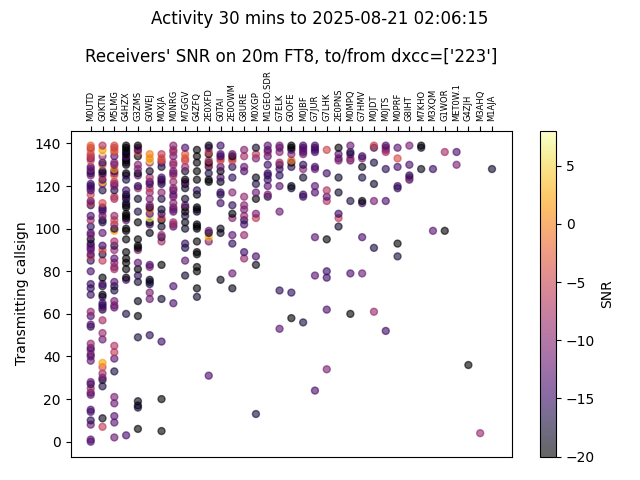 Activity 30 mins to 2025-08-21 02:06:15
Receivers' SNR on 20m FT8, to/from dxcc=['223']
M0UTD G0KTN M5LMG G4HZX G3ZMS G0WEJ M0XJA M0NRG M7GGV G4ZFQ 2E0XFD G0TAI 2E0OWM G8URE M0XGP M1GEO.SDR G7ELK G0OFE M0JBF G7JUR G7LHK 2E0PNS M0MPQ G7HMV M0JDT M0JTS M0PRF G8IHT M7KHO M3XQM G1WOR MET0W.1 G4ZJH M3AHQ M1AJA
140
120
100
80
60
40
20
0
Transmitting callsign
5
0
−5
−10
−15
−20
SNR